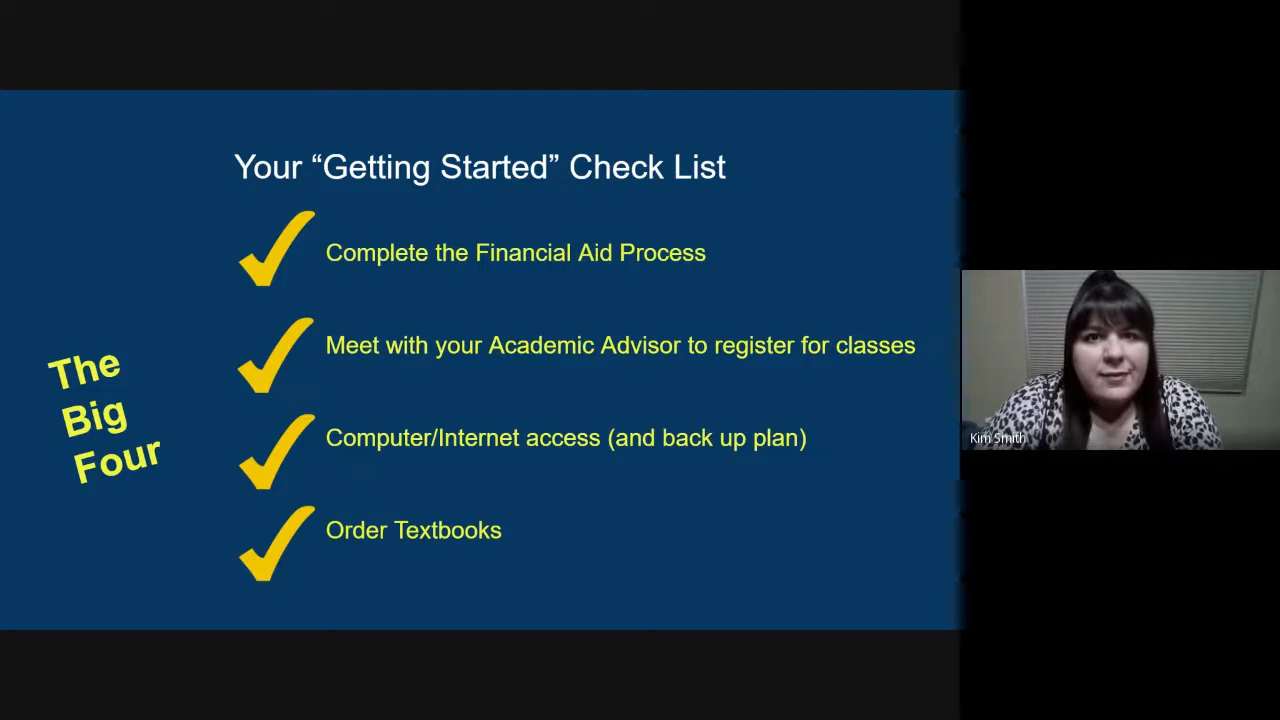 Your “Getting Started” Check List
Complete the Financial Aid Process
Meet with your Academic Advisor to register for classes
Computer/Internet access (and back up plan)
Order Textbooks
The
Big
Four
Kim Smith